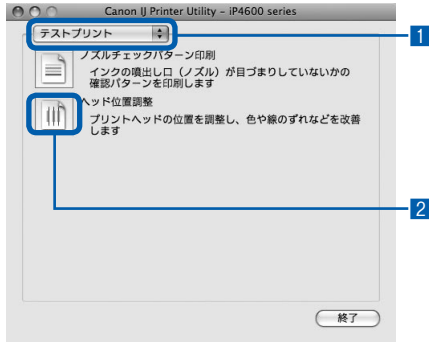 Canon IJ Printer Utility – iP4600 series
テストプリント
1
ノズルチェックパターン印刷
インクの噴出し口（ノズル）が目づまりしていないかの
確認パターンを印刷します
ヘッド位置調整
プリントヘッドの位置を調整し、色や線のずれなどを改善
します
2
終了